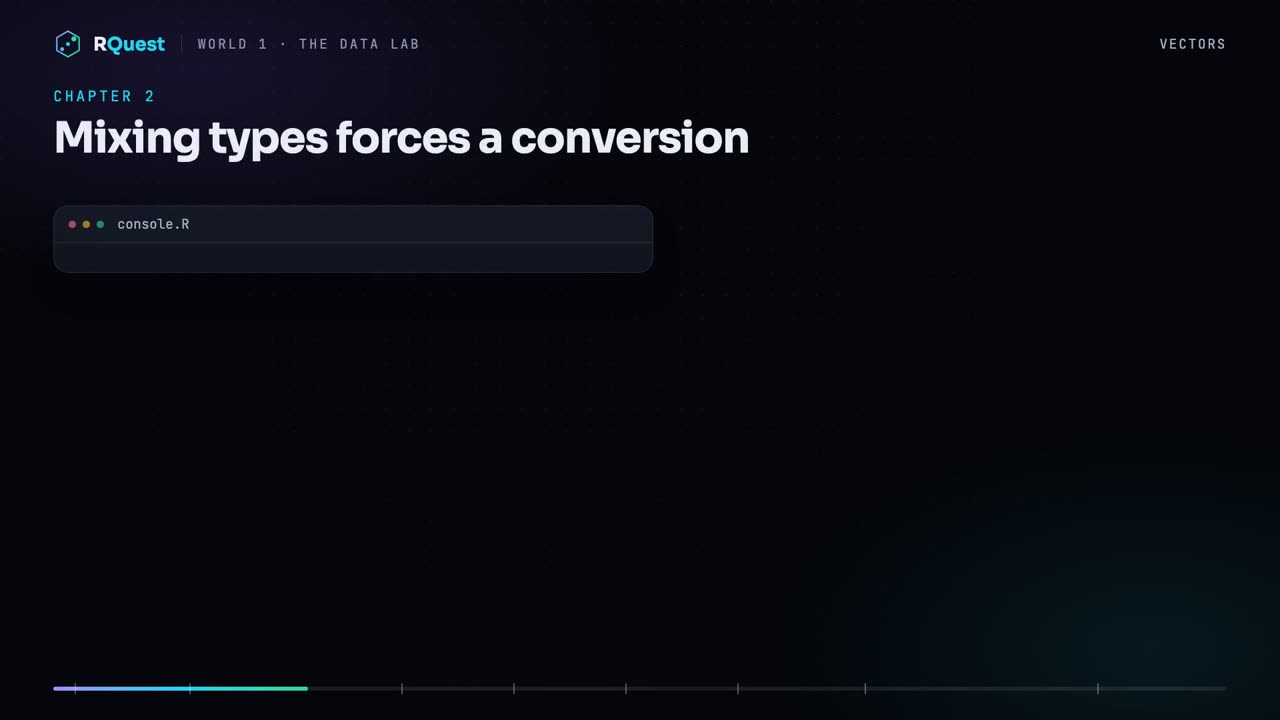 RQuest
WORLD 1 · THE DATA LAB
VECTORS
CHAPTER 2
Mixing types forces a conversion
console.R